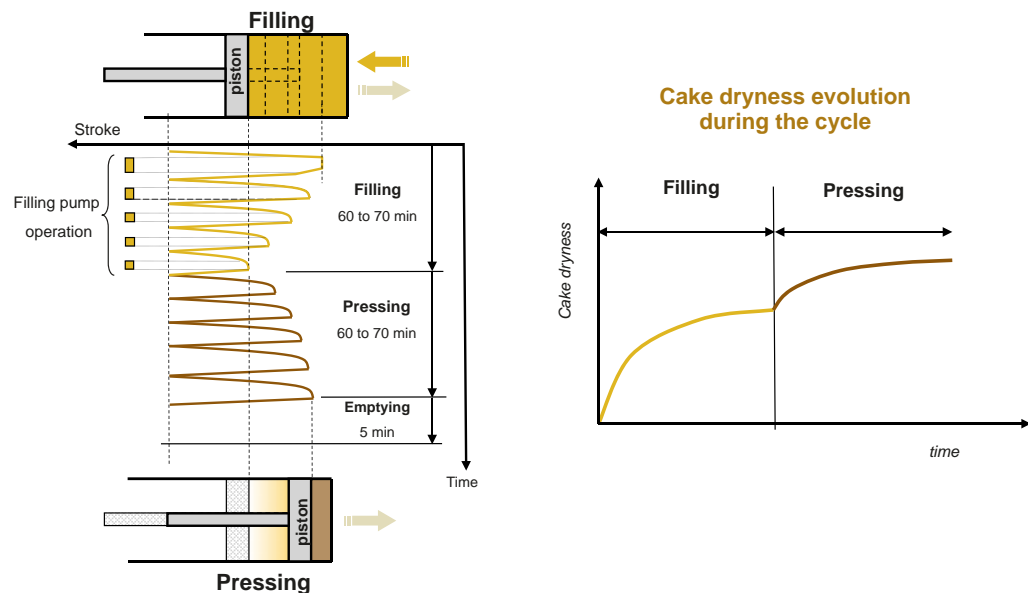 Filling
piston
Stroke
Filling pump
operation
Filling
60 to 70 min
Pressing
60 to 70 min
Emptying
5 min
Time
piston
Pressing
Cake dryness evolution
during the cycle
Filling
Pressing
Cake dryness
time